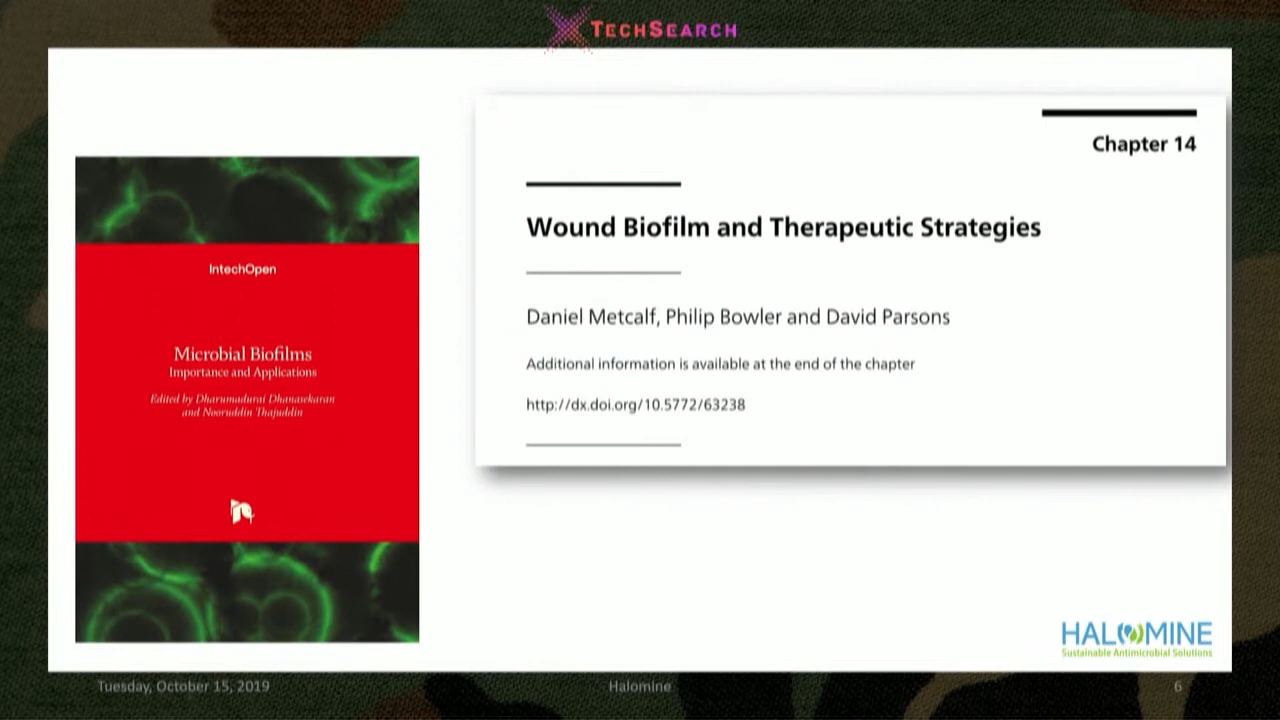 TECHSEARCH
IntechOpen
Microbial Biofilms
Importance and Applications
Edited by Dharumadurai Dhanasekaran
and Nooruddin Thajuddin
Chapter 14
Wound Biofilm and Therapeutic Strategies
Daniel Metcalf, Philip Bowler and David Parsons
Additional information is available at the end of the chapter
http://dx.doi.org/10.5772/63238
HALOMINE
Sustainable Antimicrobial Solutions
Tuesday, October 15, 2019
Halomine
6